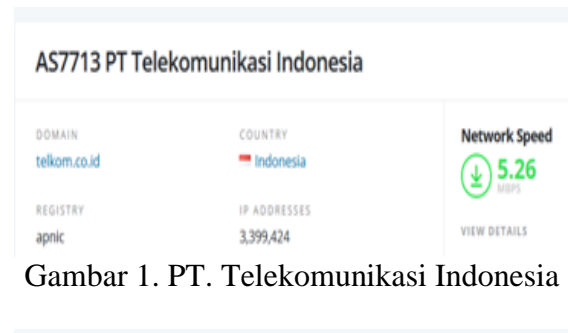 AS7713 PT Telekomunikasi Indonesia
DOMAIN
telkom.co.id
COUNTRY
Indonesia
Network Speed
5.26
MBPS
REGISTRY
apnic
IP ADDRESSES
3,399,424
VIEW DETAILS
Gambar 1. PT. Telekomunikasi Indonesia